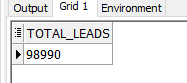 Output Grid 1 Environment
TOTAL_LEADS
98990